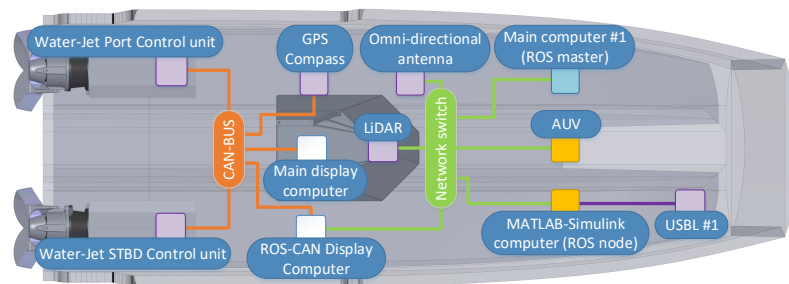 Water-Jet Port Control unit
GPS
Compass
Omni-directional
antenna
Main computer #1
(ROS master)
CAN-BUS
Network switch
LiDAR
AUV
Main display
computer
Water-Jet STBD Control unit
ROS-CAN Display
Computer
MATLAB-Simulink
computer (ROS node)
USBL #1